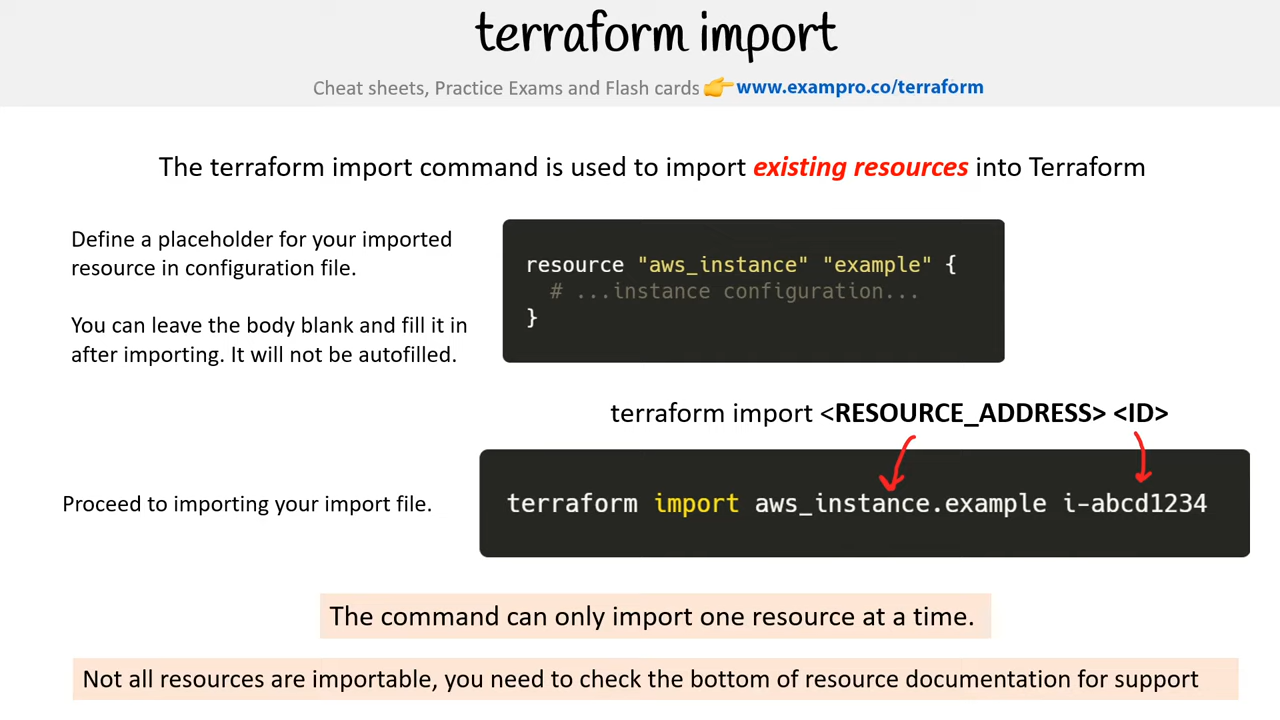 terraform import
Cheat sheets, Practice Exams and Flash cards 👉 www.exampro.co/terraform
The terraform import command is used to import existing resources into Terraform
Define a placeholder for your imported
resource in configuration file.
You can leave the body blank and fill it in
after importing. It will not be autofilled.
resource "aws_instance" "example" {
  # ...instance configuration...
}
terraform import <RESOURCE_ADDRESS> <ID>
Proceed to importing your import file.
terraform import aws_instance.example i-abcd1234
The command can only import one resource at a time.
Not all resources are importable, you need to check the bottom of resource documentation for support